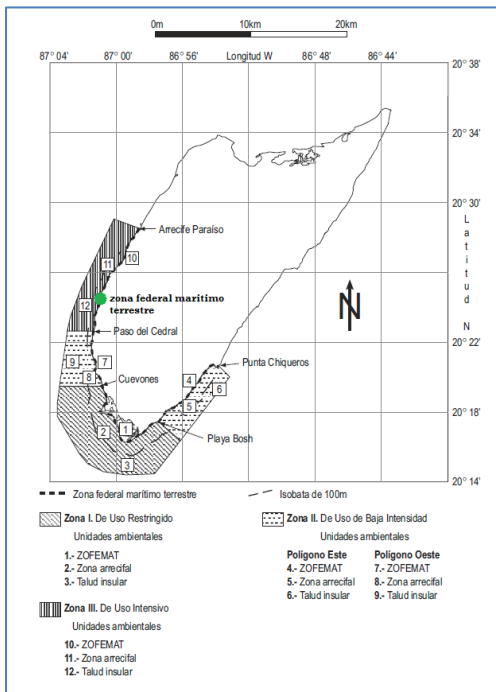 0m 10km 20km
87° 04' 87° 00' 86° 56' Longitud W 86° 48' 86° 44'
20° 38'
20° 34'
20° 30'
Latitud N
Arrecife Paraíso
10
11
12
zona federal maritimo
terrestre
Paso del Cedral
20° 22'
N
9
7
8
Cuevones
Punta Chiqueros
4
6
5
20° 18'
1
2
Playa Bosh
3
20° 14'
Zona federal marítimo terrestre
Isobata de 100m
Zona I. De Uso Restringido
Unidades ambientales
1.- ZOFEMAT
2.- Zona arrecifal
3.- Talud insular
Zona II. De Uso de Baja Intensidad
Unidades ambientales
Polígono Este Polígono Oeste
4.- ZOFEMAT 7.- ZOFEMAT
5.- Zona arrecifal 8.- Zona arrecifal
6.- Talud insular 9.- Talud insular
Zona III. De Uso Intensivo
Unidades ambientales
10.- ZOFEMAT
11.- Zona arrecifal
12.- Talud insular